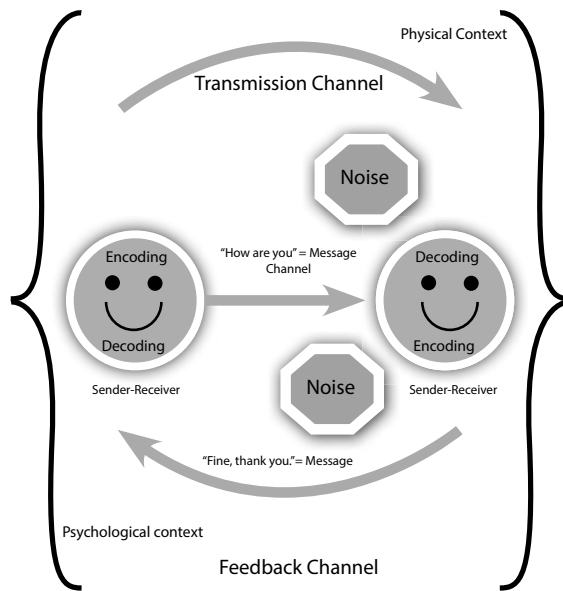 Physical Context
Transmission Channel
Noise
“How are you” = Message
Channel
Encoding
Decoding
Decoding
Encoding
Sender-Receiver
Noise
Sender-Receiver
“Fine, thank you.”= Message
Psychological context
Feedback Channel